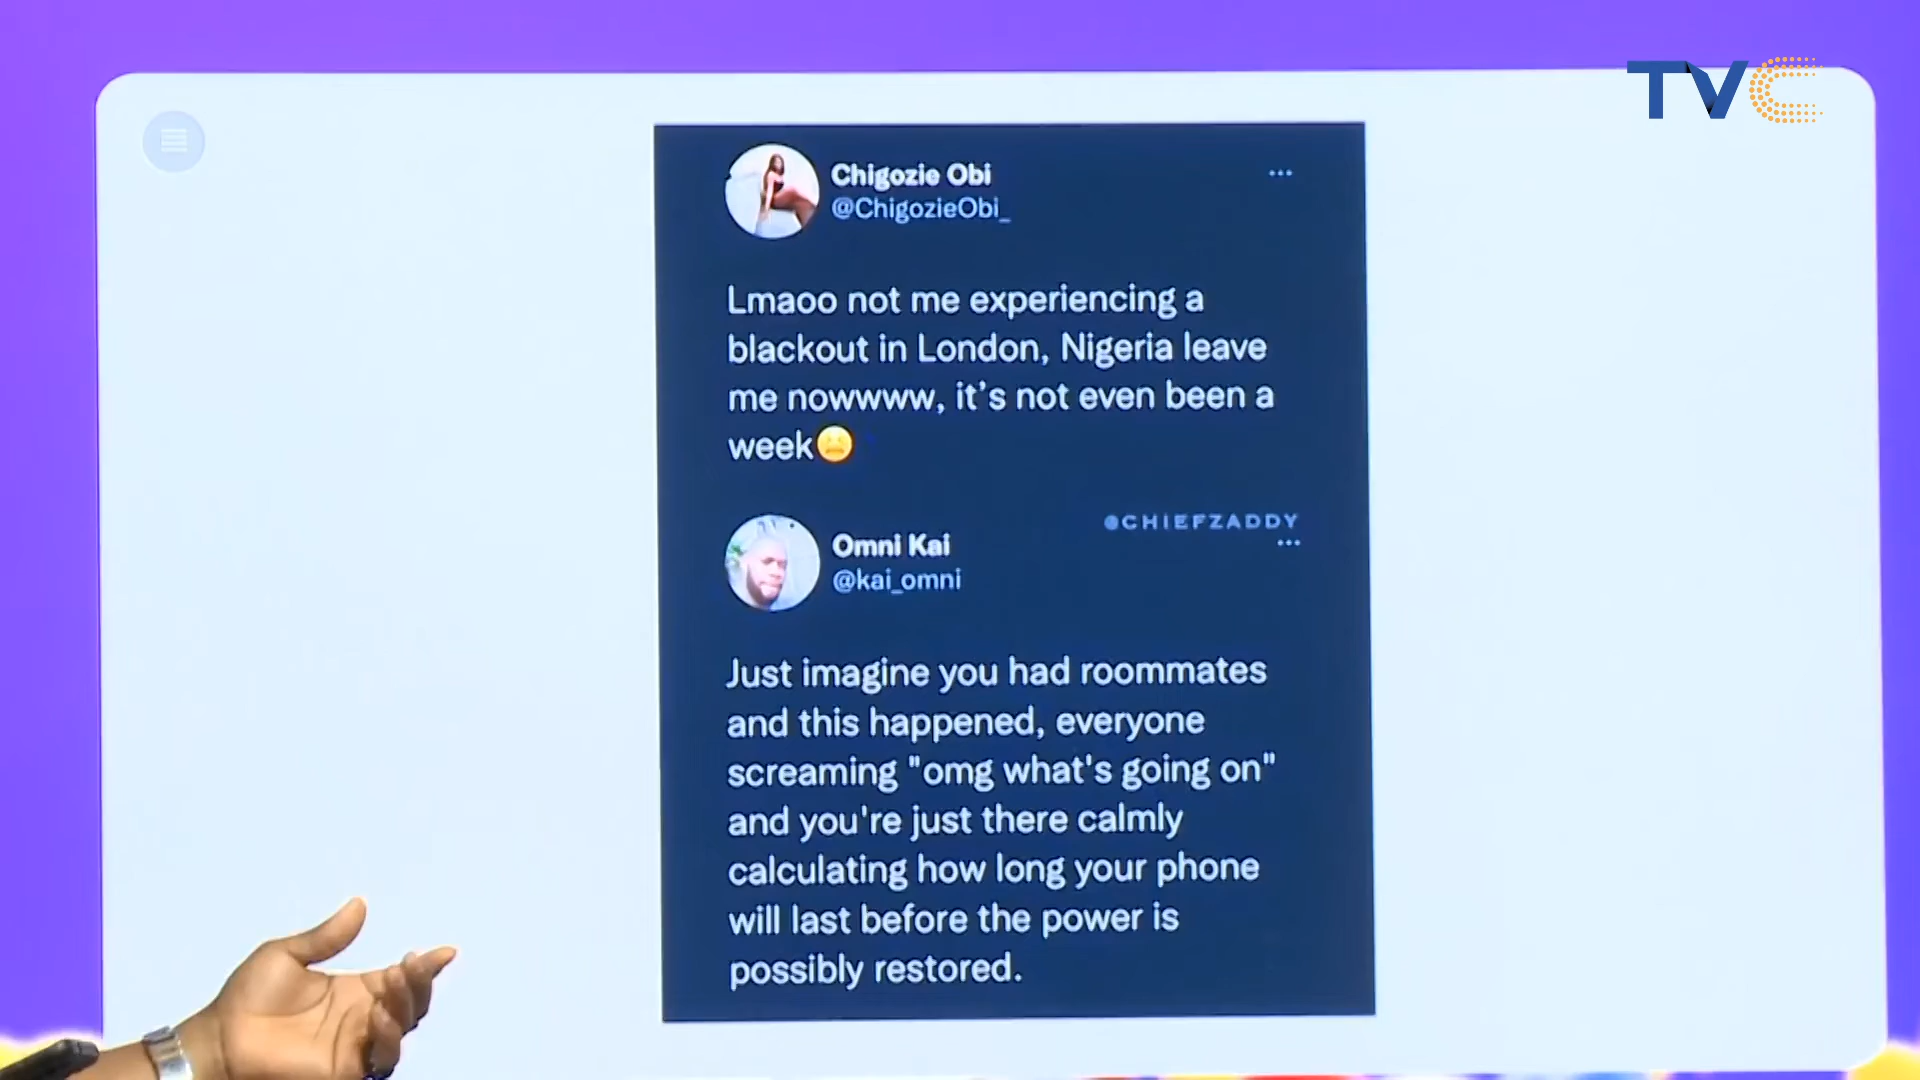 TVC
Chigozie Obi
@ChigozieObi_
Lmaoo not me experiencing a
blackout in London, Nigeria leave
me nowwww, it's not even been a
week
@CHIEFZADDY
Omni Kai
@kai_omni
Just imagine you had roommates
and this happened, everyone
screaming "omg what's going on"
and you're just there calmly
calculating how long your phone
will last before the power is
possibly restored.